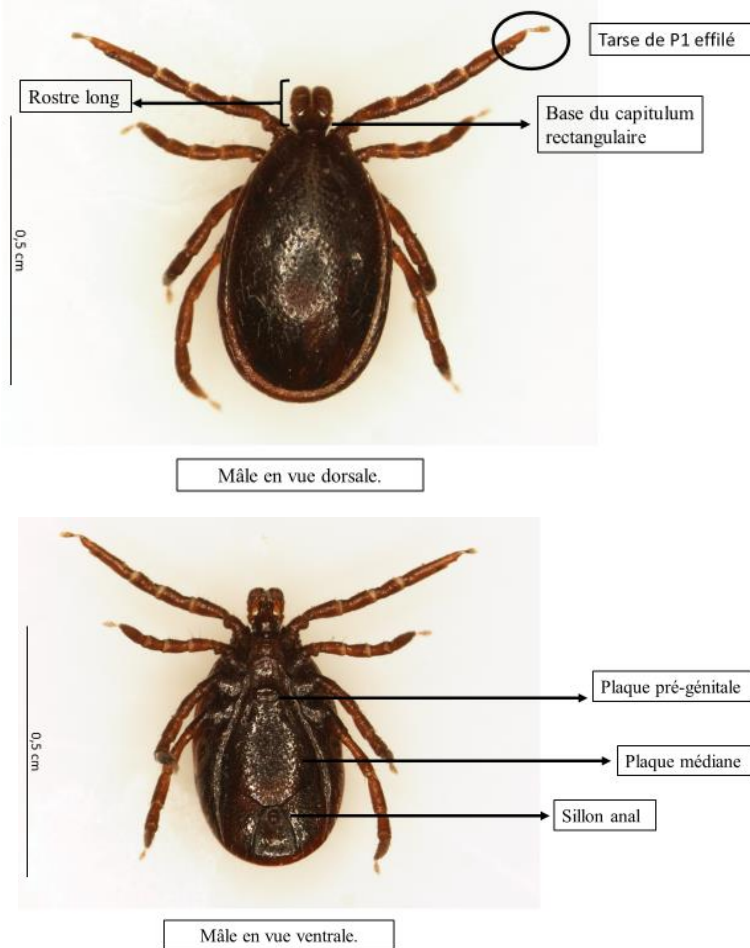 Tarse de P1 effilé
Rostre long
Base du capitulum
rectangulaire
0,5 cm
Mâle en vue dorsale.
Plaque pré-génitale
0,5 cm
Plaque médiane
Sillon anal
Mâle en vue ventrale.